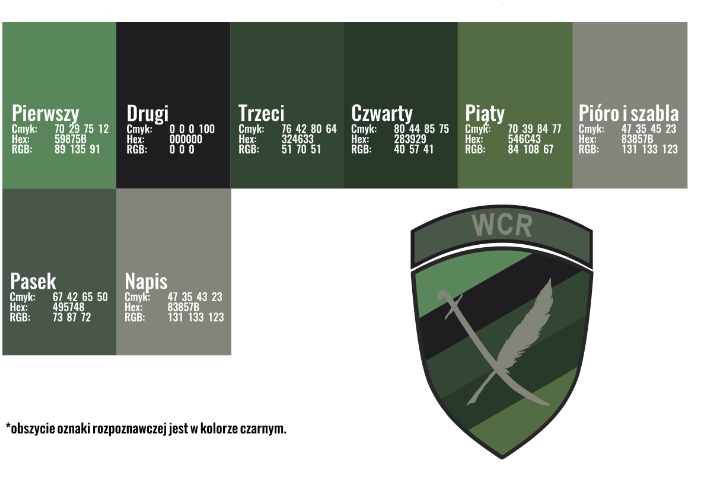 Pierwszy
Cmyk: 70 29 75 12
Hex: 59875B
RGB: 89 135 91
Drugi
Cmyk: 0 0 0 100
Hex: 000000
RGB: 0 0 0
Trzeci
Cmyk: 76 42 80 64
Hex: 324633
RGB: 51 70 51
Czwarty
Cmyk: 80 44 85 75
Hex: 283929
RGB: 40 57 41
Piąty
Cmyk: 70 39 84 77
Hex: 546C43
RGB: 84 108 67
Pióro i szabla
Cmyk: 47 35 45 23
Hex: 83857B
RGB: 131 133 123
Pasek
Cmyk: 67 42 65 50
Hex: 495748
RGB: 73 87 72
Napis
Cmyk: 47 35 43 23
Hex: 83857B
RGB: 131 133 123
WCR
*obszycie oznaki rozpoznawczej jest w kolorze czarnym.